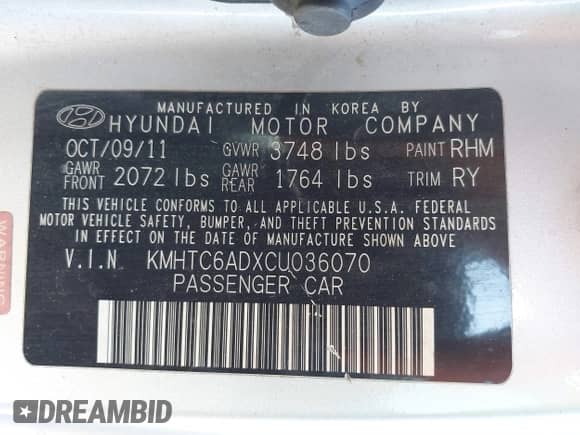 MANUFACTURED IN KOREA BY
HYUNDAI MOTOR COMPANY
OCT/09/11 GVWR 3748 lbs PAINT RHM
GAWR FRONT 2072 lbs GAWR REAR 1764 lbs TRIM RY
THIS VEHICLE CONFORMS TO ALL APPLICABLE U.S.A. FEDERAL
MOTOR VEHICLE SAFETY, BUMPER, AND THEFT PREVENTION STANDARDS
IN EFFECT ON THE DATE OF MANUFACTURE SHOWN ABOVE
V.I.N KMHTC6ADXCU036070
PASSENGER CAR
WARNING
DREAMBID